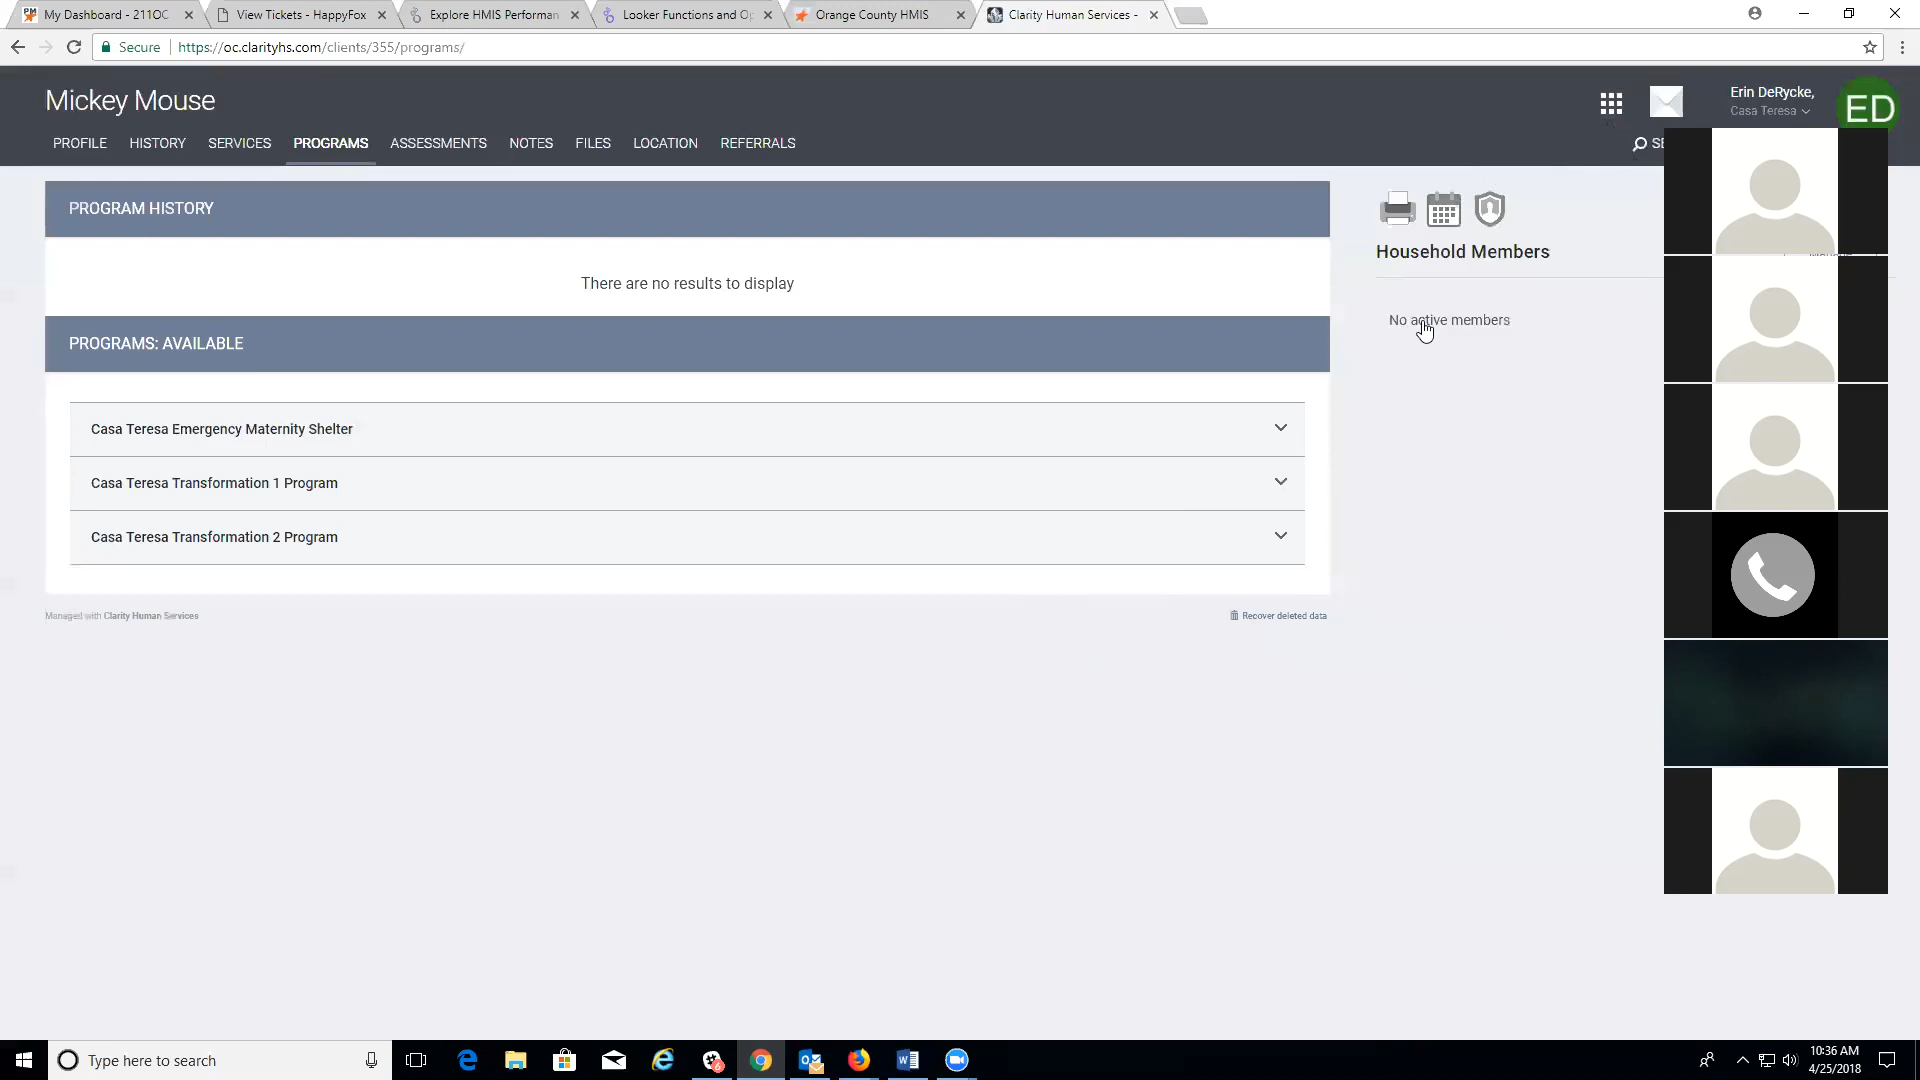 My Dashboard - 211OC
View Tickets - HappyFox
Explore HMIS Performan
Looker Functions and Op
Orange County HMIS
Clarity Human Services -
Secure
https://oc.clarityhs.com/clients/355/programs/
Mickey Mouse
Erin DeRycke,
Casa Teresa
ED
PROFILE
HISTORY
SERVICES
PROGRAMS
ASSESSMENTS
NOTES
FILES
LOCATION
REFERRALS
SE
PROGRAM HISTORY
Household Members
There are no results to display
No active members
PROGRAMS: AVAILABLE
Casa Teresa Emergency Maternity Shelter
Casa Teresa Transformation 1 Program
Casa Teresa Transformation 2 Program
Managed with Clarity Human Services
Recover deleted data
Type here to search
6
10:36 AM
4/25/2018